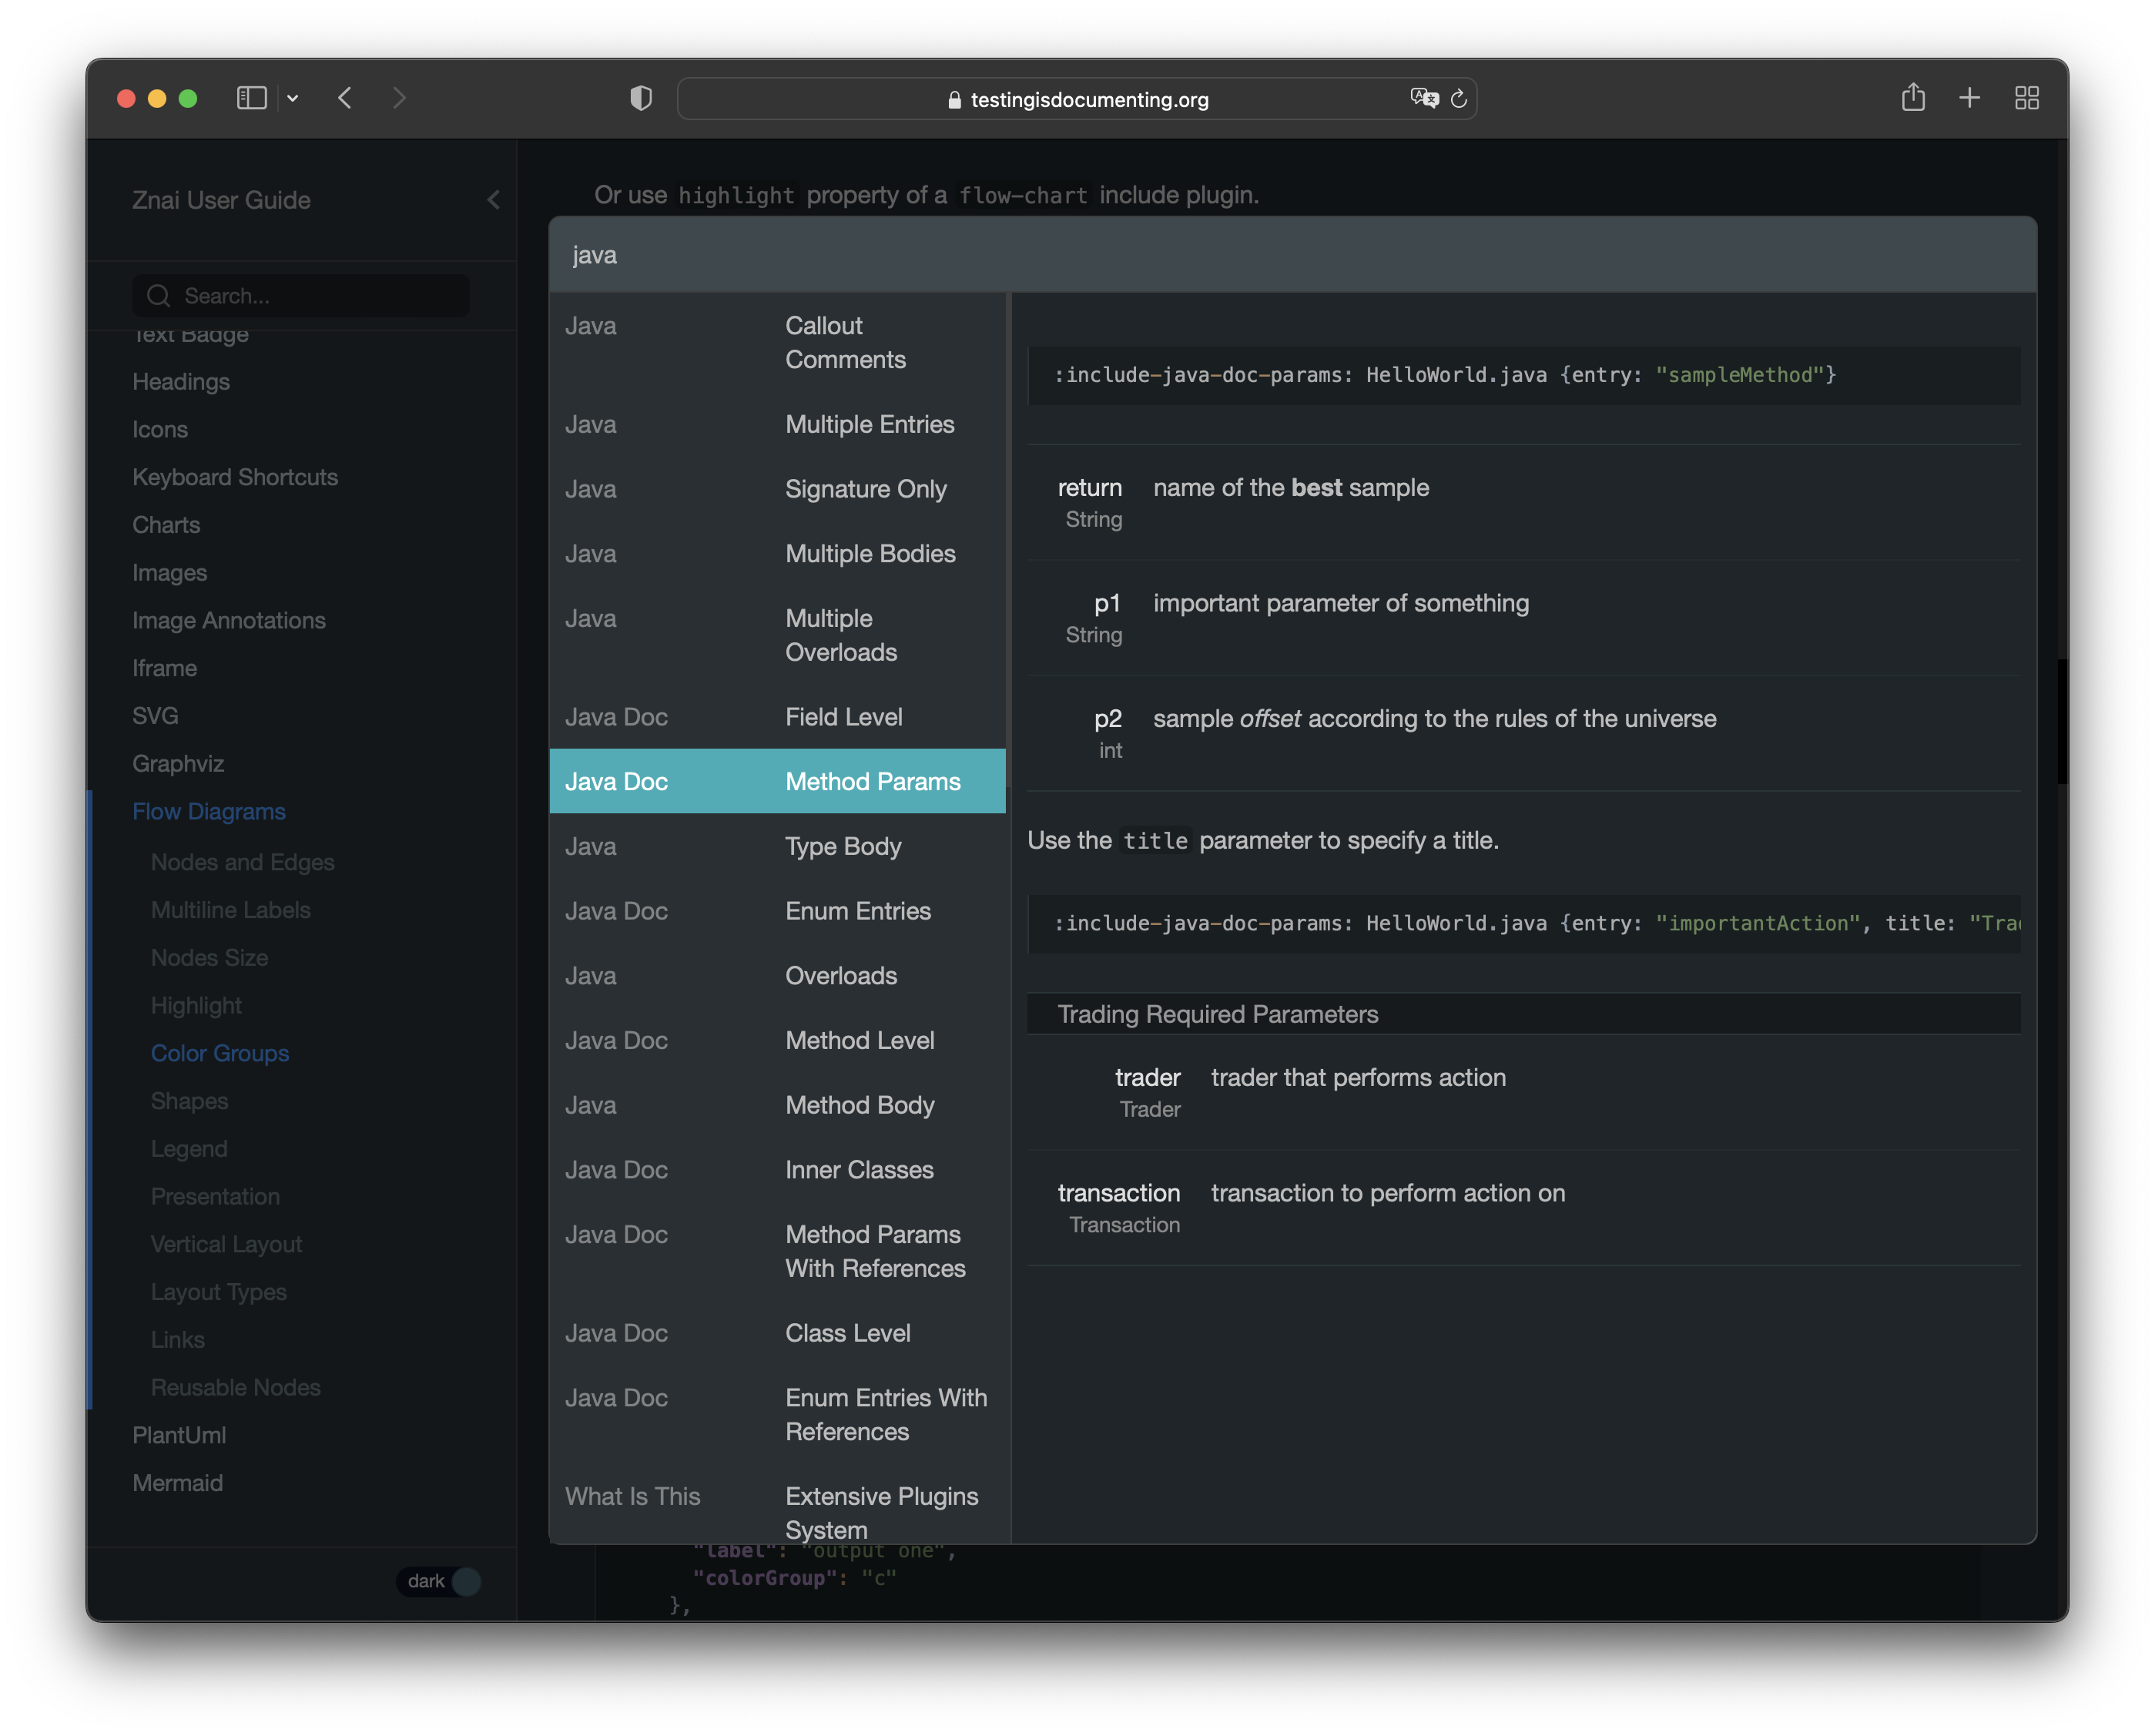 testingisdocumenting.org
Znai User Guide
Search...
Text Badge
Headings
Icons
Keyboard Shortcuts
Charts
Images
Image Annotations
Iframe
SVG
Graphviz
Flow Diagrams
Nodes and Edges
Multiline Labels
Nodes Size
Highlight
Color Groups
Shapes
Legend
Presentation
Vertical Layout
Layout Types
Links
Reusable Nodes
PlantUml
Mermaid
dark
Or use highlight property of a flow-chart include plugin.
java
Java Callout
Comments
Java Multiple Entries
Java Signature Only
Java Multiple Bodies
Java Multiple
Overloads
Java Doc Field Level
Java Doc Method Params
Java Type Body
Java Doc Enum Entries
Java Overloads
Java Doc Method Level
Java Method Body
Java Doc Inner Classes
Java Doc Method Params
With References
Java Doc Class Level
Java Doc Enum Entries With
References
What Is This Extensive Plugins
System
:include-java-doc-params: HelloWorld.java {entry: "sampleMethod"}
return name of the best sample
String
p1 important parameter of something
String
p2 sample offset according to the rules of the universe
int
Use the title parameter to specify a title.
:include-java-doc-params: HelloWorld.java {entry: "importantAction", title: "Tra
Trading Required Parameters
trader trader that performs action
Trader
transaction transaction to perform action on
Transaction
"label": "output one",
"colorGroup": "c"
},